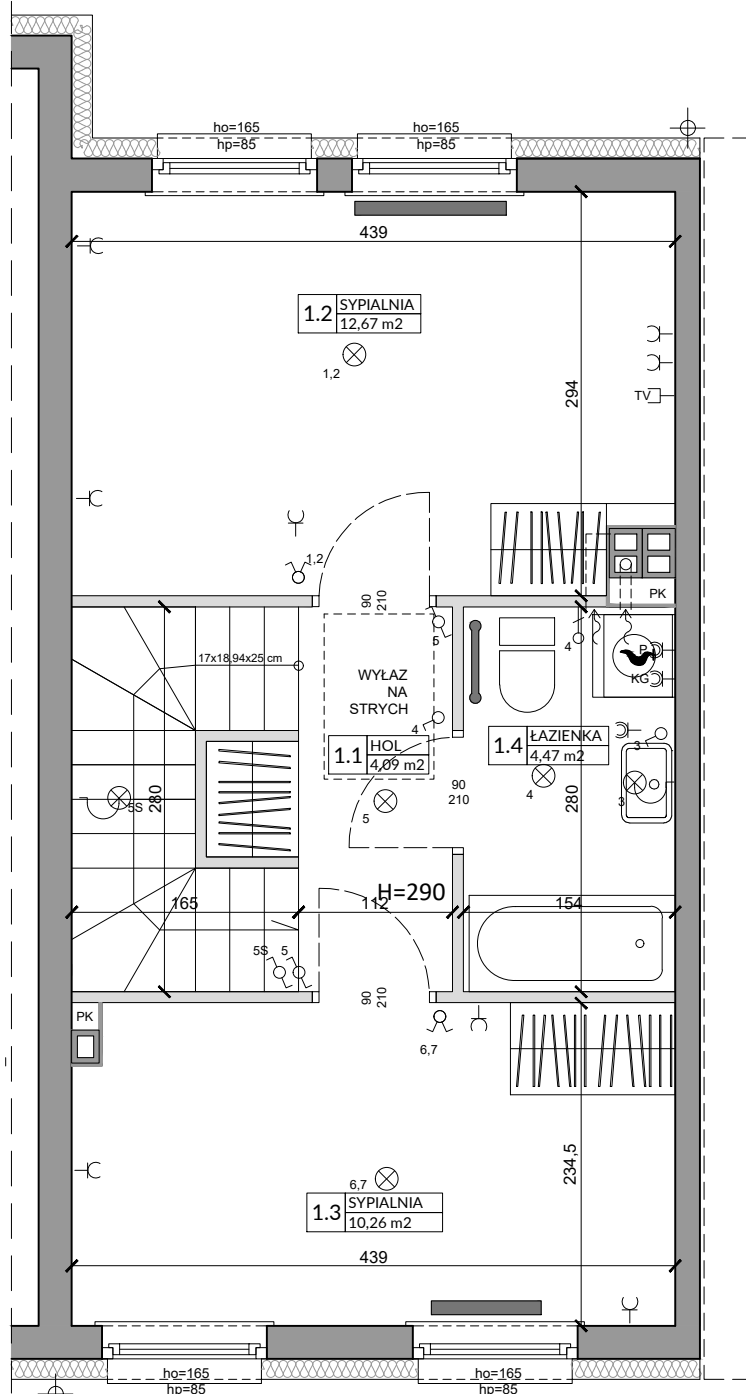 ho=165
hp=85
ho=165
hp=85
439
1.2
SYPIALNIA
12,67 m2
1,2
294
TV
1,2
90
210
PK
17x18,94x25 cm
WYŁAZ
NA
STRYCH
5
4
P
KG
4
1.1
HOL
4,09 m2
1.4
ŁAZIENKA
4,47 m2
3
5S
280
5
90
210
4
280
3
165
H=290
112
154
5S
5
90
210
PK
6,7
234,5
6,7
1.3
SYPIALNIA
10,26 m2
439
ho=165
hp=85
ho=165
hp=85